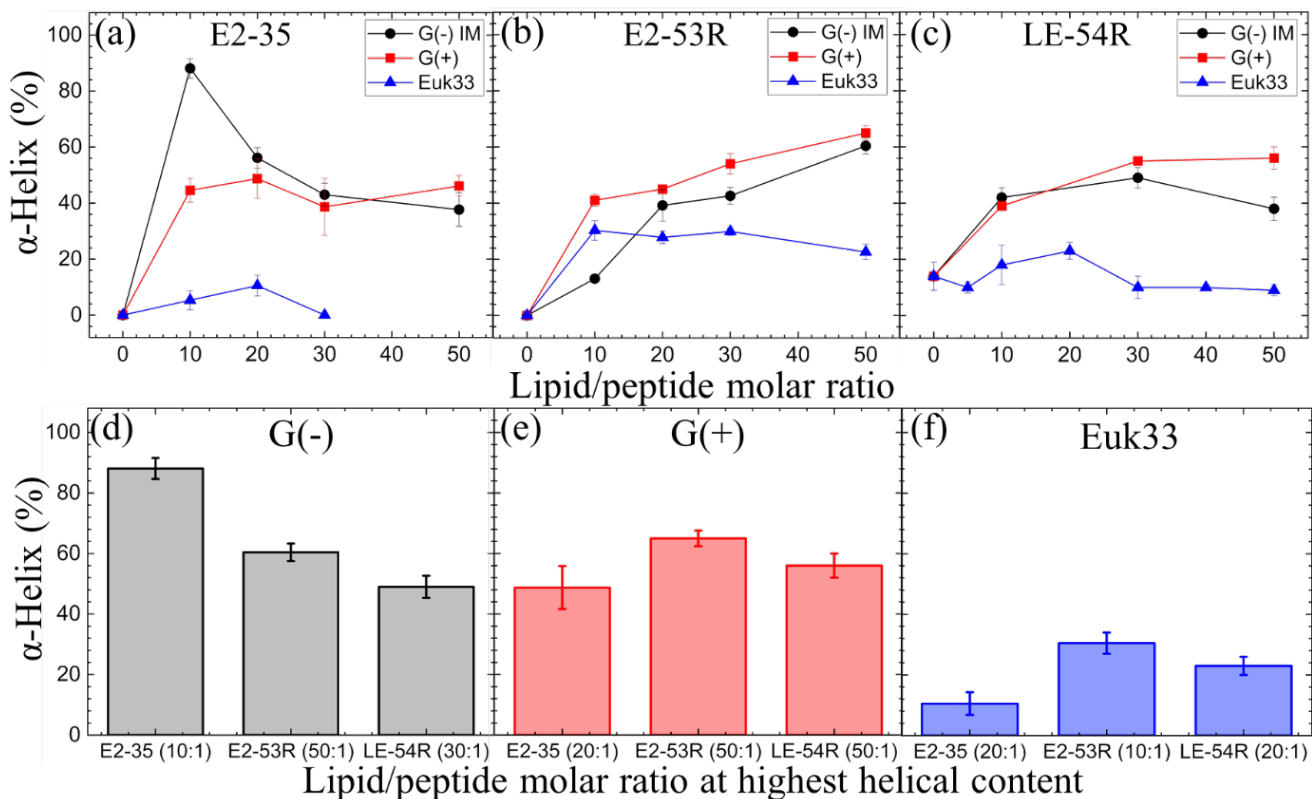 (a) E2-35
G(-) IM
G(+)
Euk33
(b) E2-53R
G(-) IM
G(+)
Euk33
(c) LE-54R
G(-) IM
G(+)
Euk33
α-Helix (%)
100
80
60
40
20
0
0 10 20 30 40 50
0 10 20 30 40 50
0 10 20 30 40 50
Lipid/peptide molar ratio
(d) G(-)
(e) G(+)
(f) Euk33
α-Helix (%)
100
80
60
40
20
0
E2-35 (10:1) E2-53R (50:1) LE-54R (30:1)
E2-35 (20:1) E2-53R (50:1) LE-54R (50:1)
E2-35 (20:1) E2-53R (10:1) LE-54R (20:1)
Lipid/peptide molar ratio at highest helical content